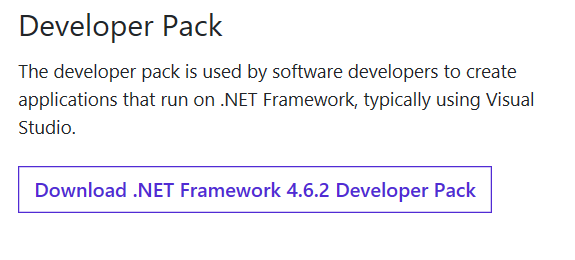 Developer Pack
The developer pack is used by software developers to create
applications that run on .NET Framework, typically using Visual
Studio.
Download .NET Framework 4.6.2 Developer Pack